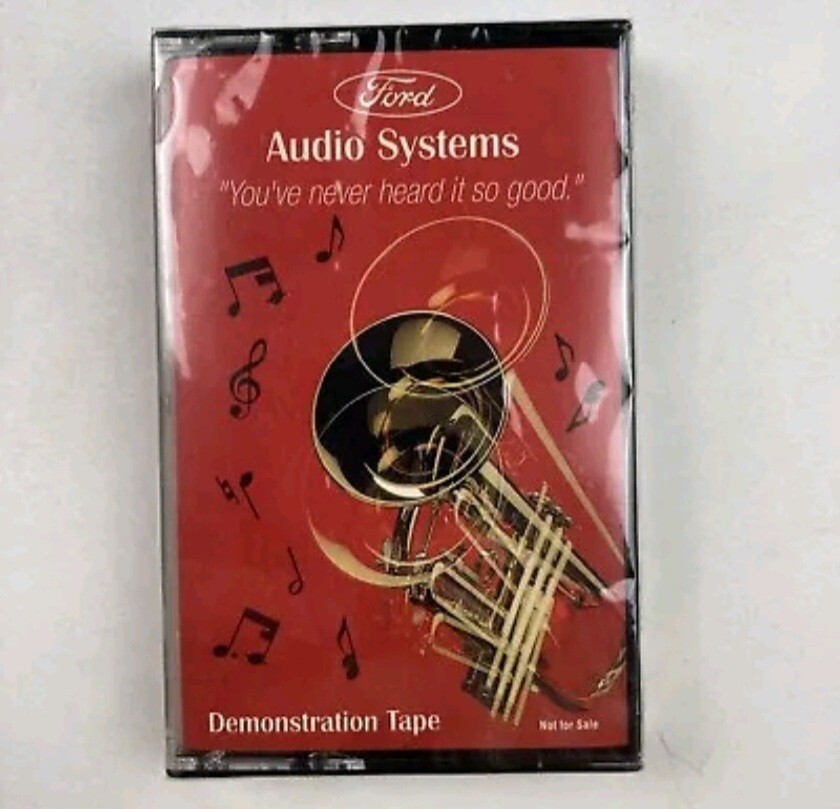 Ford
Audio Systems
"You've never heard it so good."
Demonstration Tape
Not for Sale